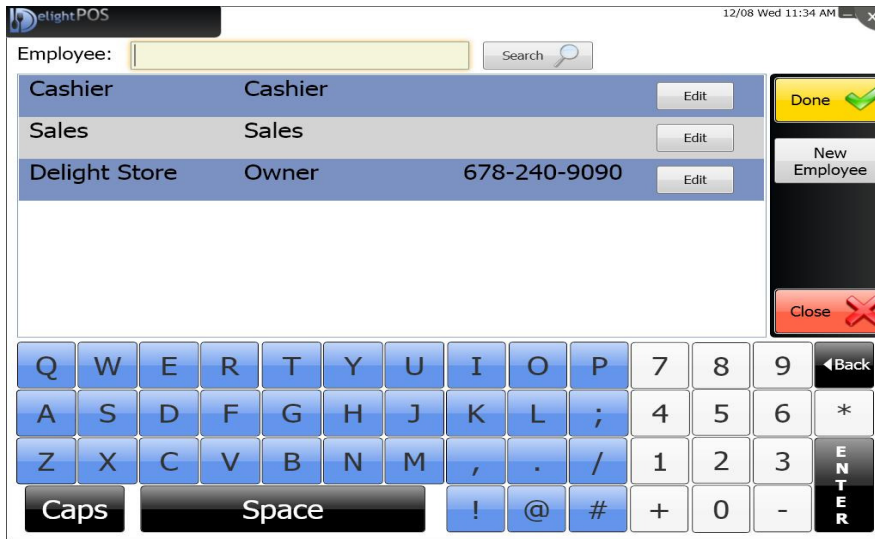 Delight POS
12/08 Wed 11:34 AM
Employee:
Search
Cashier Cashier Edit
Sales Sales Edit
Delight Store Owner 678-240-9090 Edit
Done
New
Employee
Close
Q W E R T Y U I O P 7 8 9 Back
A S D F G H J K L ; 4 5 6 *
Z X C V B N M , . / 1 2 3 ENTER
Caps Space ! @ # + 0 -